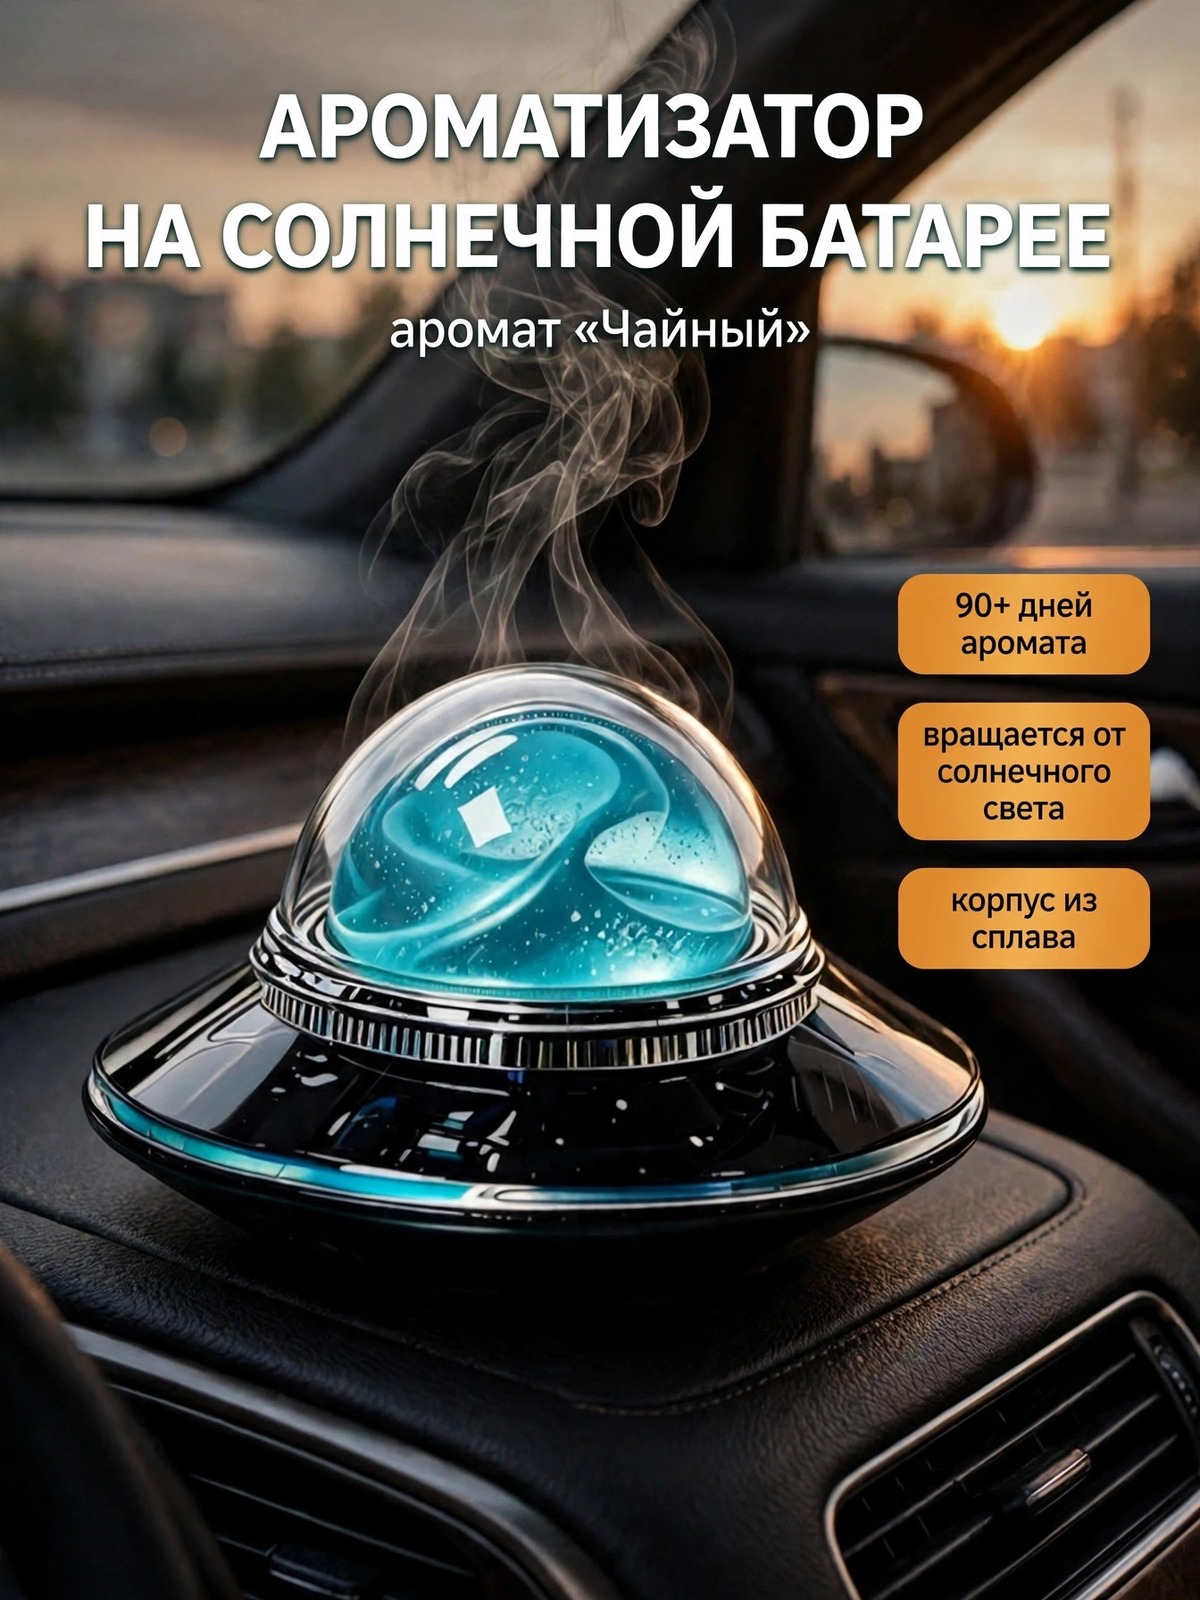 АРОМАТИЗАТОР
НА СОЛНЕЧНОЙ БАТАРЕЕ
аромат «Чайный»
90+ дней
аромата
вращается от
солнечного
света
корпус из
сплава